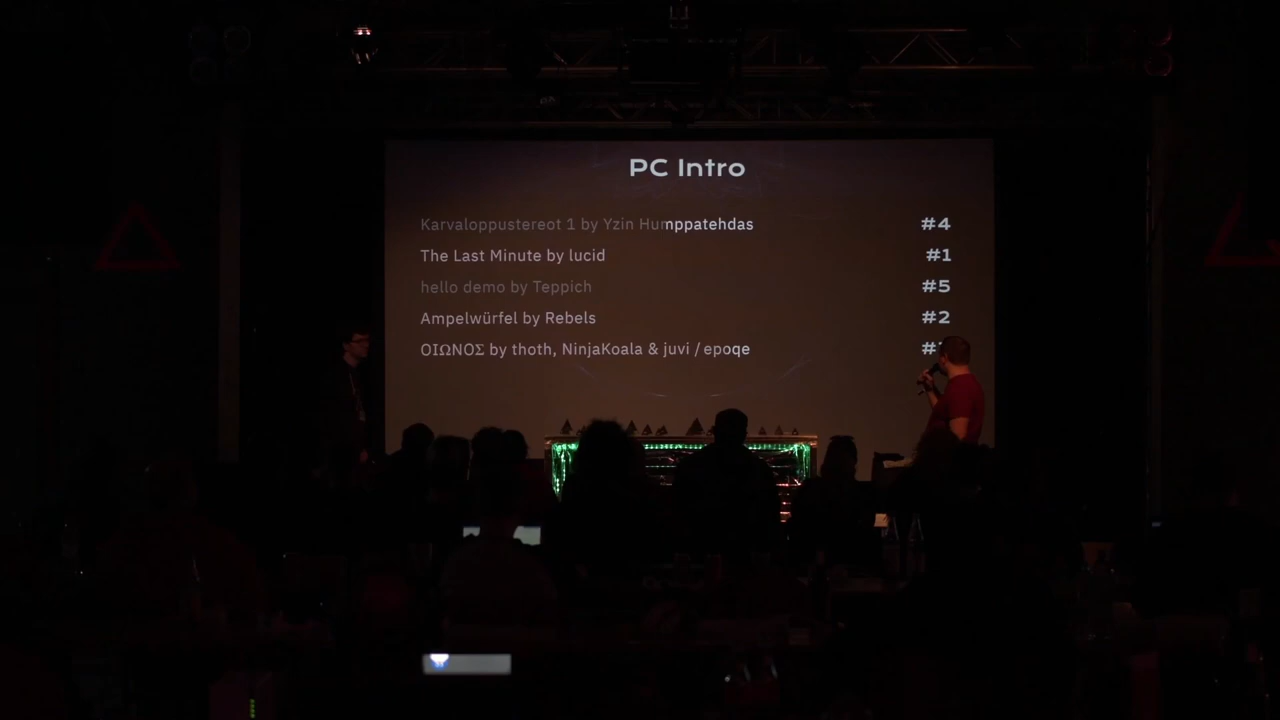 PC Intro
Karvaloppustereot 1 by Yzin Humppatehdas #4
The Last Minute by lucid #1
hello demo by Teppich #5
Ampelwürfel by Rebels #2
ΟΙΩΝΟΣ by thoth, NinjaKoala & juvi / epoqe